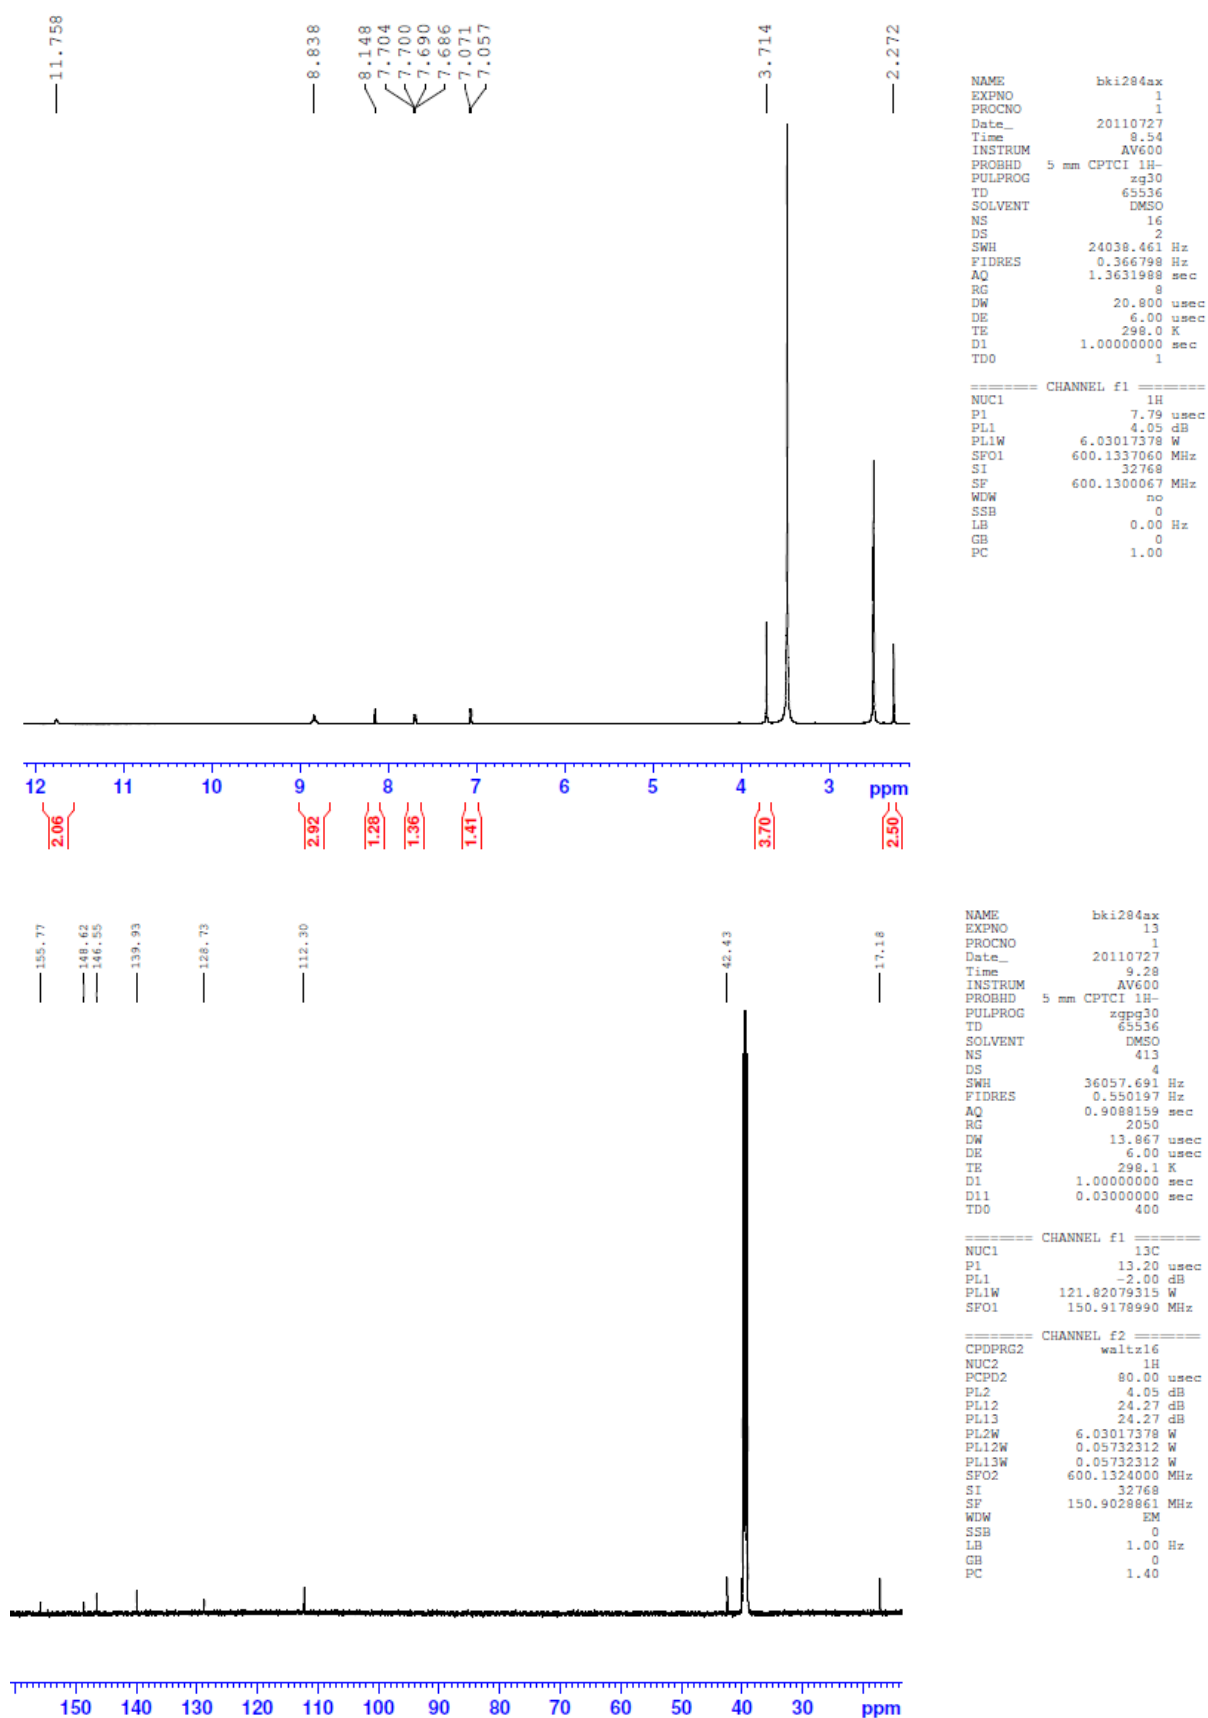 11.758
8.838
8.148
7.704
7.700
7.690
7.686
7.071
7.057
3.714
2.272
NAME bki284ax
EXPNO 1
PROCNO 1
Date_ 20110727
Time 8.54
INSTRUM AV600
PROBHD 5 mm CPTCI 1H-
PULPROG zg30
TD 65536
SOLVENT DMSO
NS 16
DS 2
SWH 24038.461 Hz
FIDRES 0.366798 Hz
AQ 1.3631988 sec
RG 8
DW 20.800 usec
DE 6.00 usec
TE 298.0 K
D1 1.00000000 sec
TD0 1
======== CHANNEL f1 ========
NUC1 1H
P1 7.79 usec
PL1 4.05 dB
PL1W 6.03017378 W
SFO1 600.1337060 MHz
SI 32768
SF 600.1300067 MHz
WDW no
SSB 0
LB 0.00 Hz
GB 0
PC 1.00
12 11 10 9 8 7 6 5 4 3 ppm
2.06 2.92 1.28 1.36 1.41 3.70 2.50
155.77
148.62
146.55
139.93
128.73
112.30
42.43
17.18
NAME bki284ax
EXPNO 13
PROCNO 1
Date_ 20110727
Time 9.28
INSTRUM AV600
PROBHD 5 mm CPTCI 1H-
PULPROG zgpg30
TD 65536
SOLVENT DMSO
NS 413
DS 4
SWH 36057.691 Hz
FIDRES 0.550197 Hz
AQ 0.9088159 sec
RG 2050
DW 13.867 usec
DE 6.00 usec
TE 298.1 K
D1 1.00000000 sec
D11 0.03000000 sec
TD0 400
======== CHANNEL f1 ========
NUC1 13C
P1 13.20 usec
PL1 -2.00 dB
PL1W 121.82079315 W
SFO1 150.9178990 MHz
======== CHANNEL f2 ========
CPDPRG2 waltz16
NUC2 1H
PCPD2 80.00 usec
PL2 4.05 dB
PL12 24.27 dB
PL13 24.27 dB
PL2W 6.03017378 W
PL12W 0.05732312 W
PL13W 0.05732312 W
SFO2 600.1324000 MHz
SI 32768
SF 150.9028861 MHz
WDW EM
SSB 0
LB 1.00 Hz
GB 0
PC 1.40
150 140 130 120 110 100 90 80 70 60 50 40 30 ppm